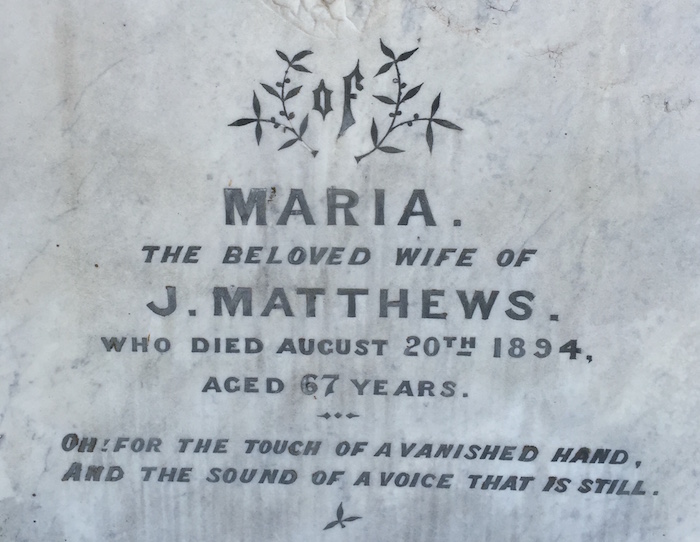 of
MARIA.
THE BELOVED WIFE OF
J. MATTHEWS.
WHO DIED AUGUST 20TH 1894,
AGED 67 YEARS.
OH! FOR THE TOUCH OF A VANISHED HAND,
AND THE SOUND OF A VOICE THAT IS STILL.